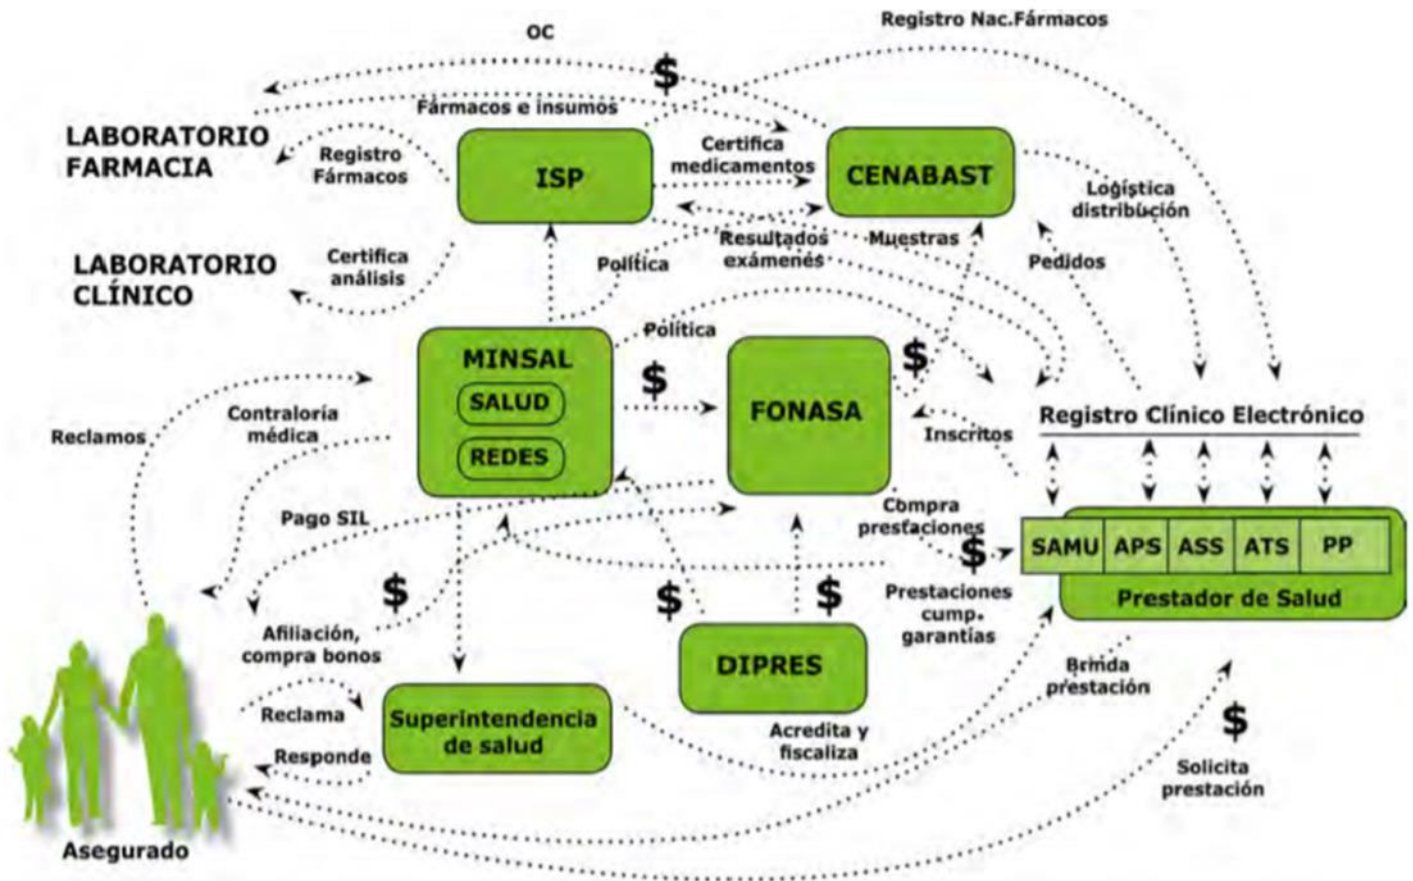 Registro Nac.Fármacos
OC
$
Fármacos e insumos
LABORATORIO
FARMACIA
Registro
Fármacos
ISP
Certifica
medicamentos
CENABAST
Logística
distribución
LABORATORIO
CLÍNICO
Certifica
análisis
Política
Resultados
exámenes
Muestras
Pedidos
MINSAL
SALUD
REDES
Política
$
FONASA
$
Registro Clínico Electrónico
Inscritos
Reclamos
Contraloría
médica
Pago SIL
Compra
prestaciones
$
SAMU
APS
ASS
ATS
PP
Prestador de Salud
$
$
$
Prestaciones
cump.
garantías
Afiliación,
compra bonos
DIPRES
Brinda
prestación
Reclama
Superintendencia
de salud
Acredita y
fiscaliza
$
Responde
Solicita
prestación
Asegurado